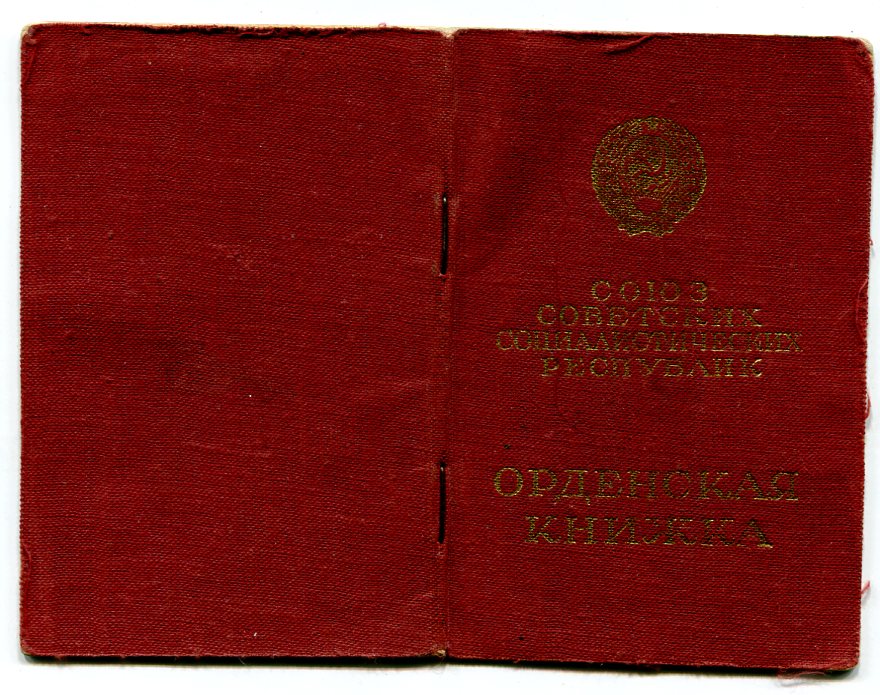 СОЮЗ
СОВЕТСКИХ
СОЦИАЛИСТИЧЕСКИХ
РЕСПУБЛИК
ОРДЕНСКАЯ
КНИЖКА